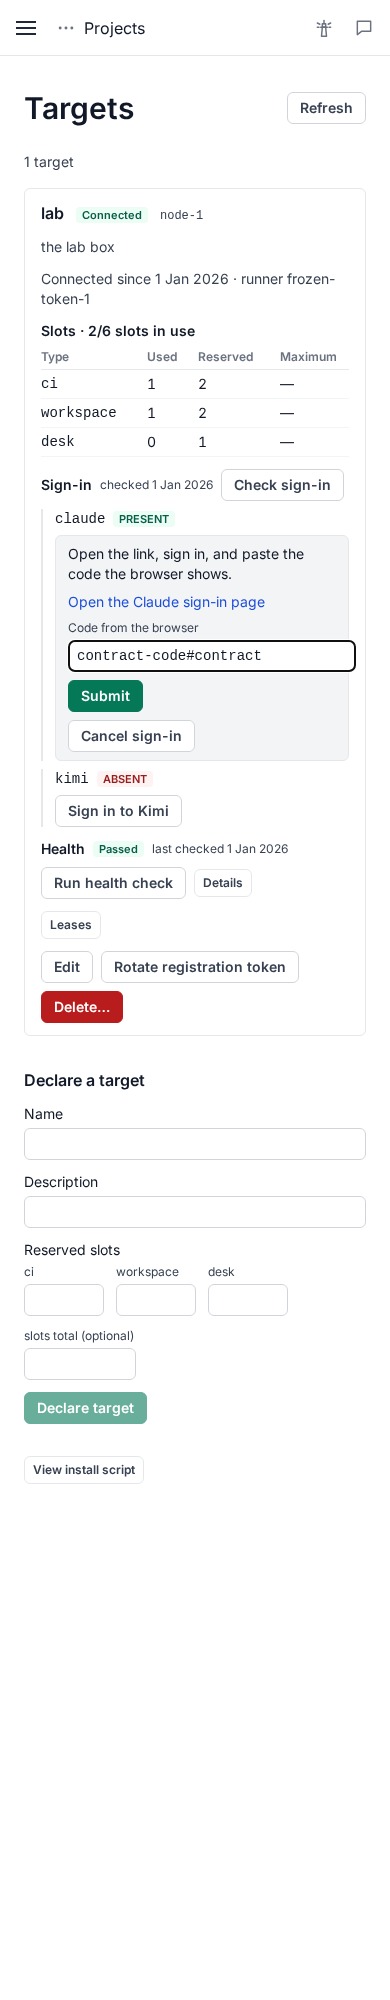 Projects
Targets
Refresh
1 target
lab Connected node-1
the lab box
Connected since 1 Jan 2026 · runner frozen-
token-1
Slots · 2/6 slots in use
Type Used Reserved Maximum
ci 1 2 —
workspace 1 2 —
desk 0 1 —
Sign-in checked 1 Jan 2026 Check sign-in
claude PRESENT
Open the link, sign in, and paste the
code the browser shows.
Open the Claude sign-in page
Code from the browser
contract-code#contract
Submit
Cancel sign-in
kimi ABSENT
Sign in to Kimi
Health Passed last checked 1 Jan 2026
Run health check Details
Leases
Edit Rotate registration token
Delete...
Declare a target
Name
Description
Reserved slots
ci workspace desk
slots total (optional)
Declare target
View install script